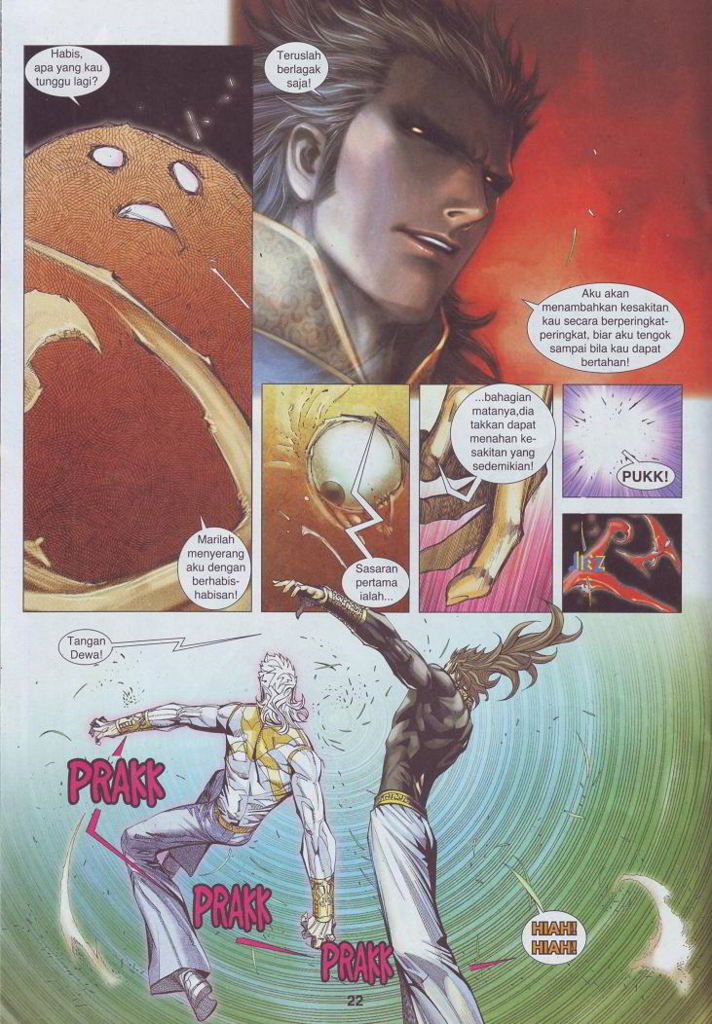 Habis,
apa yang kau
tunggu lagi?
Teruslah
berlagak
saja!
Aku akan
menambahkan kesakitan
kau secara berperingkat-
peringkat, biar aku tengok
sampai bila kau dapat
bertahan!
Marilah
menyerang
aku dengan
berhabis-
habisan!
Sasaran
pertama
ialah...
...bahagian
matanya,dia
takkan dapat
menahan ke-
sakitan yang
sedemikian!
PUKK!
Tangan
Dewa!
PRAKK
PRAKK
PRAKK
HIAH!
HIAH!
22